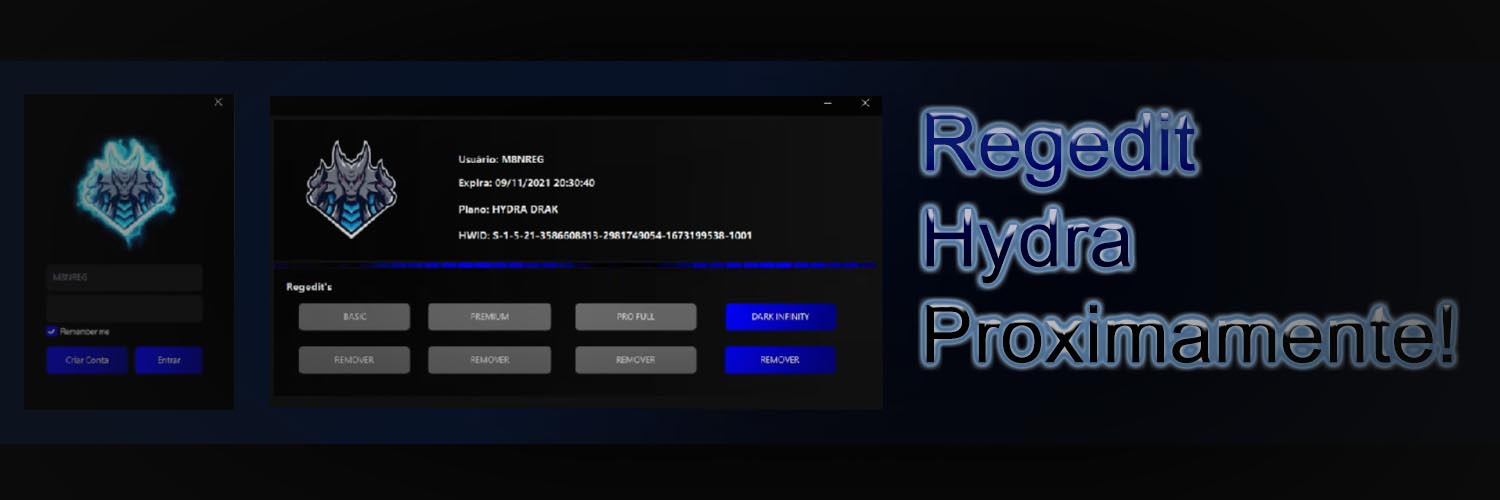 M8NREG
Remember me
Criar Conta
Entrar
Usuário: M8NREG
Expira: 09/11/2021 20:30:40
Plano: HYDRA DRAK
HWID: S-1-5-21-3586608813-2981749054-1673199538-1001
Regedit's
BASIC PREMIUM PRO FULL DARK INFINITY
REMOVER REMOVER REMOVER REMOVER
Regedit
Hydra
Proximamente!